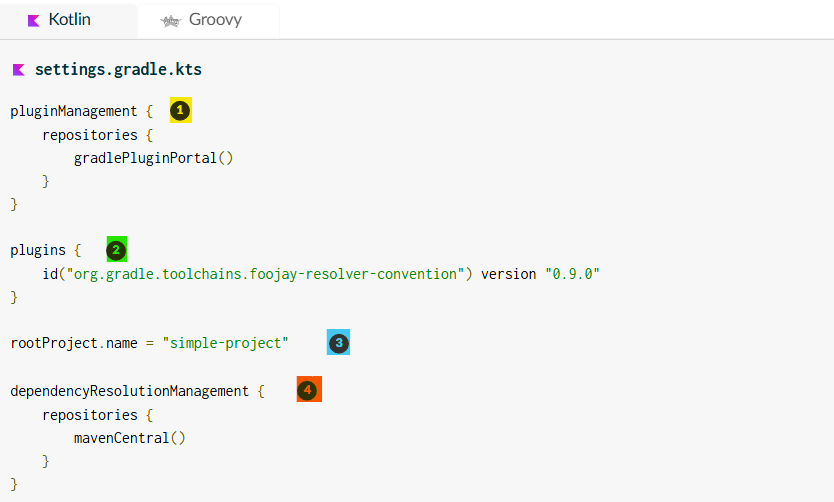 Kotlin
Groovy
settings.gradle.kts
pluginManagement { 1
    repositories {
        gradlePluginPortal()
    }
}
plugins { 2
    id("org.gradle.toolchains.foojay-resolver-convention") version "0.9.0"
}
rootProject.name = "simple-project" 3
dependencyResolutionManagement { 4
    repositories {
        mavenCentral()
    }
}